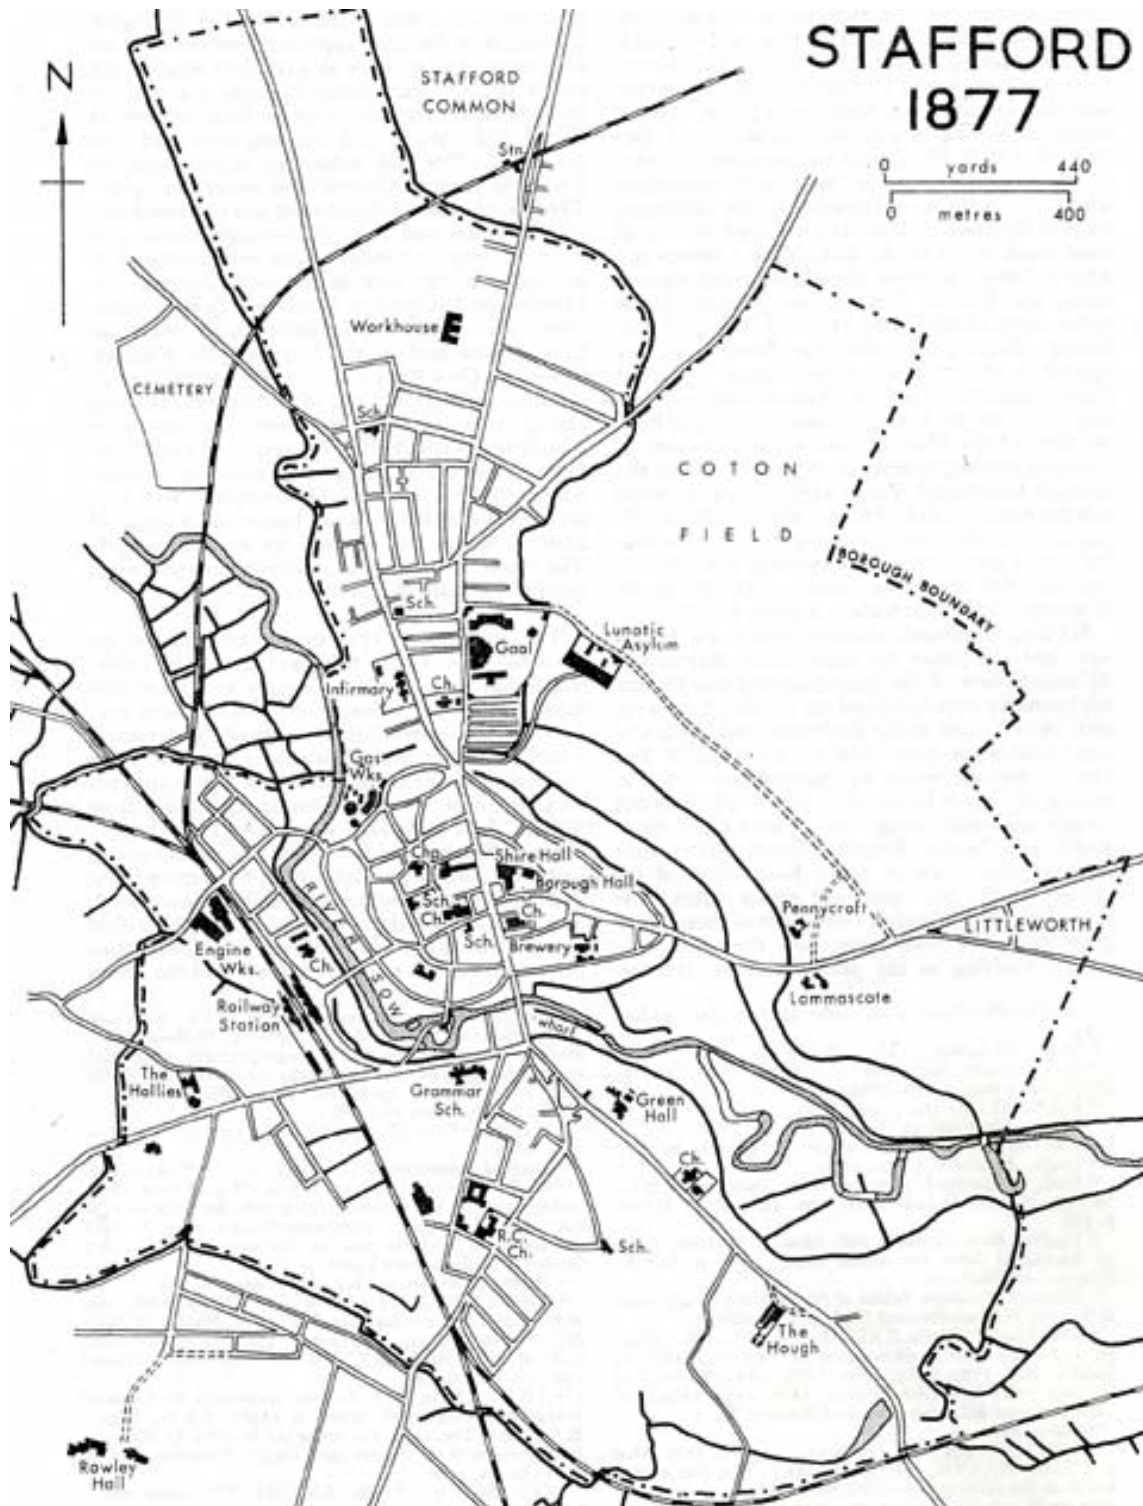 STAFFORD
1877
N
0 yards 440
0 metres 400
STAFFORD
COMMON
Stn.
Workhouse
CEMETERY
Sch.
COTON
FIELD
BOROUGH BOUNDARY
Sch.
Lunatic
Asylum
Gaol
Infirmary
Ch.
Gas
Wks.
Chp.
Shire Hall
Borough Hall
Sch.
Ch.
Ch.
Sch.
Brewery
RIVER SOW
Pennycroft
LITTLEWORTH
Engine
Wks.
Ch.
Lammascote
Railway
Station
Wharf
The
Hollies
Grammar
Sch.
Green
Hall
Ch.
R.C.
Ch.
Sch.
The
Hough
Rowley
Hall